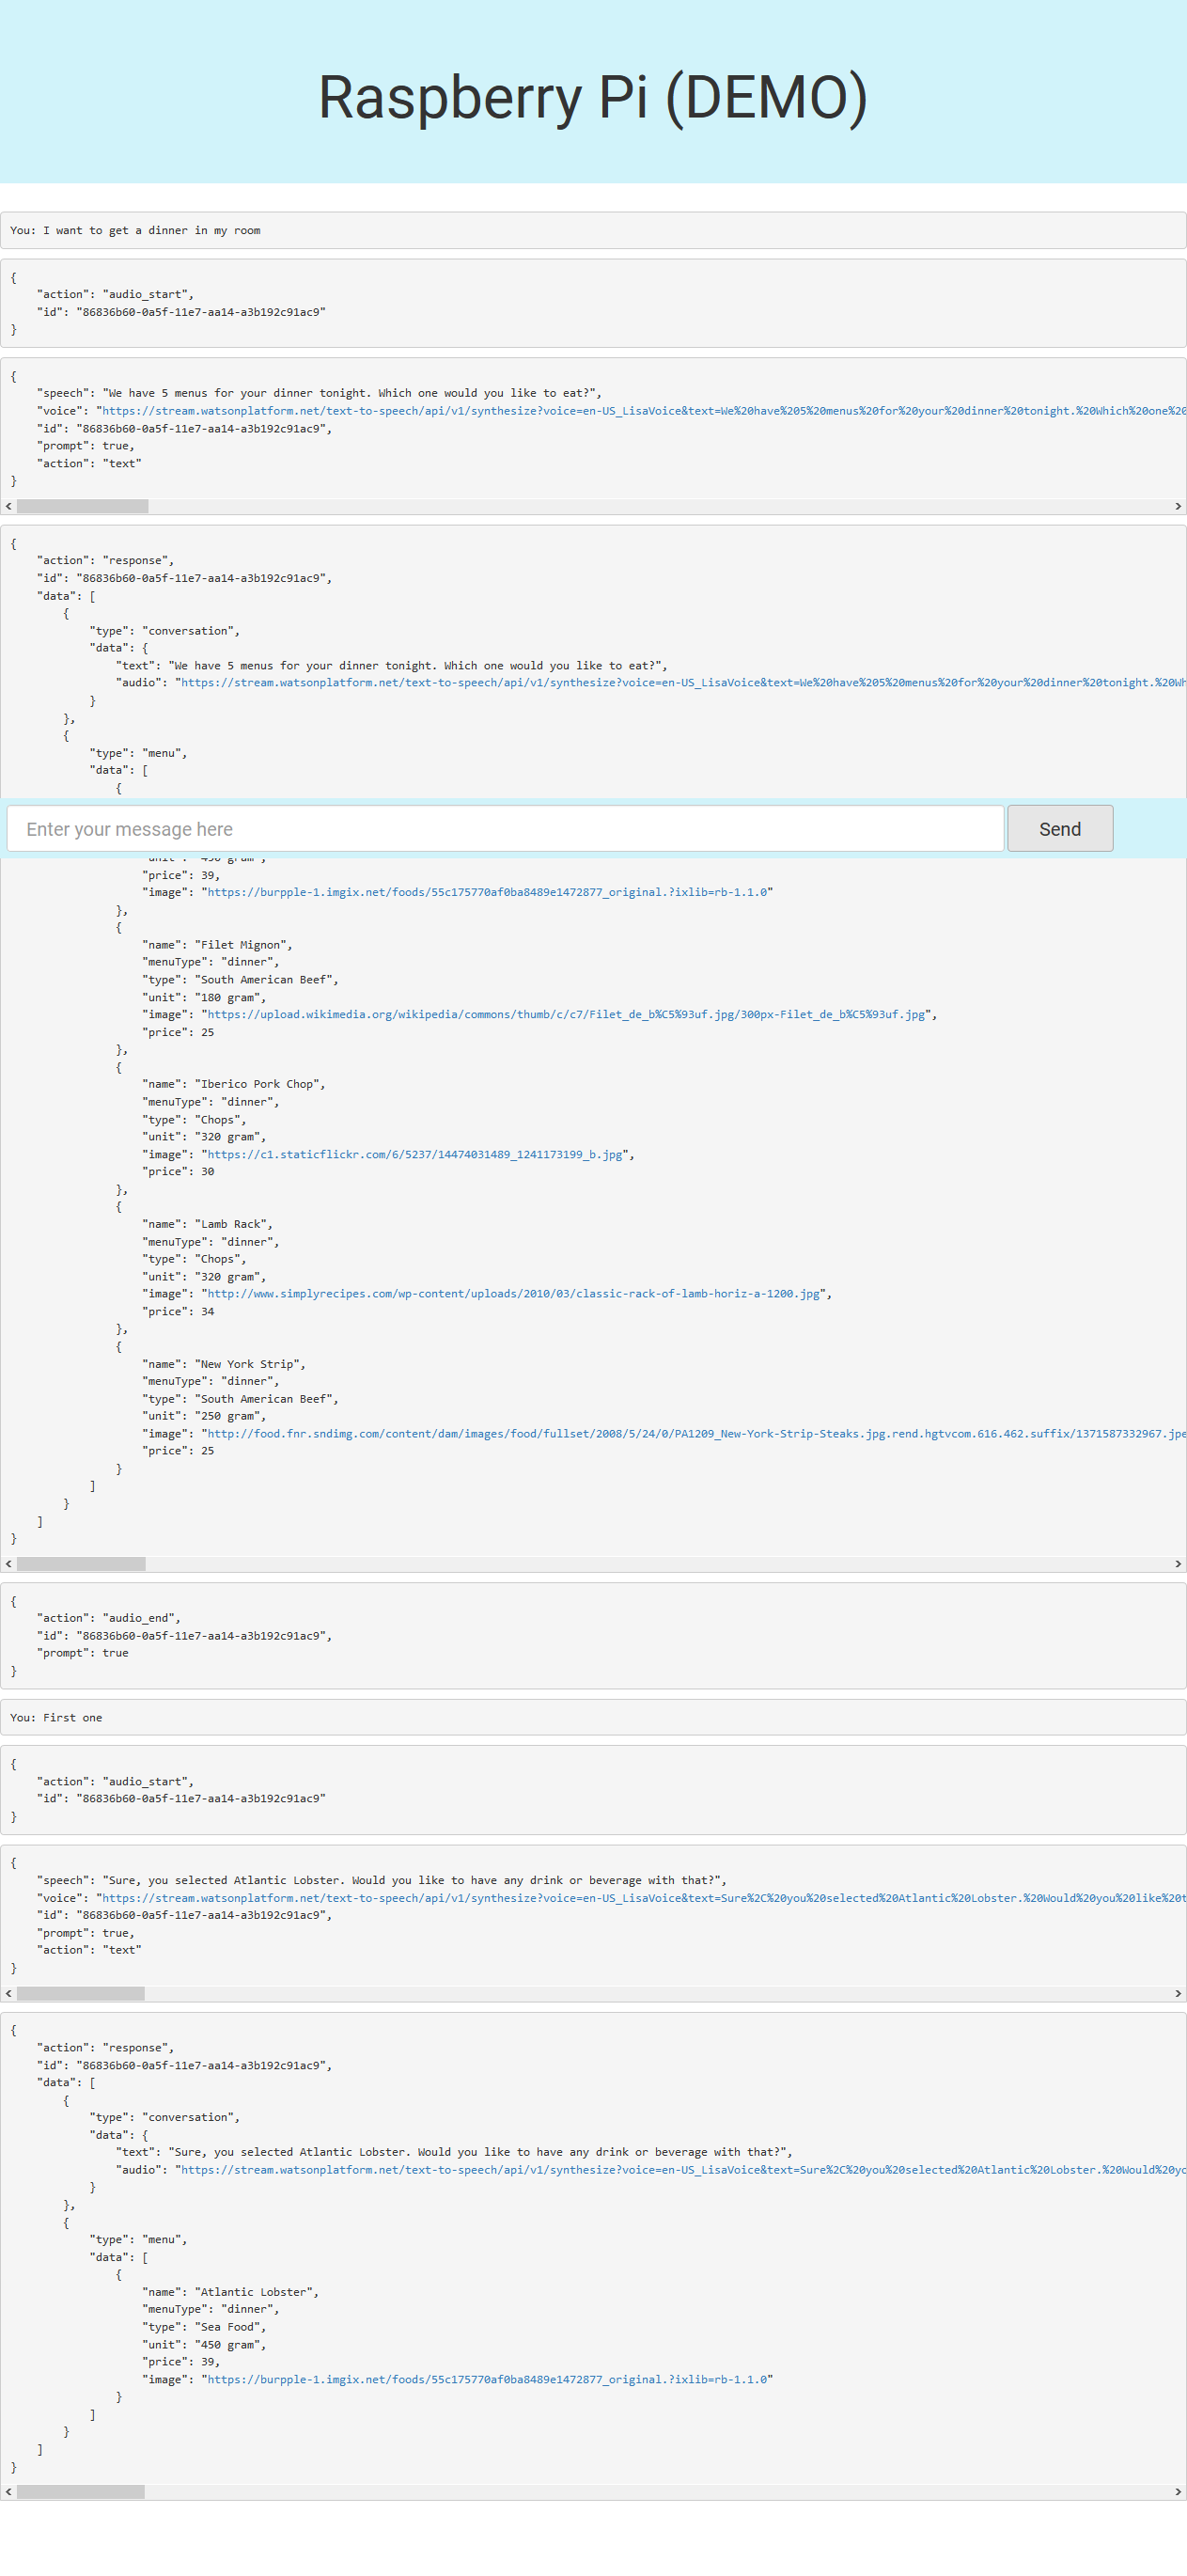 Raspberry Pi (DEMO)
You: I want to get a dinner in my room
{
    "action": "audio_start",
    "id": "86836b60-0a5f-11e7-aa14-a3b192c91ac9"
}
{
    "speech": "We have 5 menus for your dinner tonight. Which one would you like to eat?",
    "voice": "https://stream.watsonplatform.net/text-to-speech/api/v1/synthesize?voice=en-US_LisaVoice&text=We%20have%205%20menus%20for%20your%20dinner%20tonight.%20Which%20one%20
    "id": "86836b60-0a5f-11e7-aa14-a3b192c91ac9",
    "prompt": true,
    "action": "text"
}
{
    "action": "response",
    "id": "86836b60-0a5f-11e7-aa14-a3b192c91ac9",
    "data": [
        {
            "type": "conversation",
            "data": {
                "text": "We have 5 menus for your dinner tonight. Which one would you like to eat?",
                "audio": "https://stream.watsonplatform.net/text-to-speech/api/v1/synthesize?voice=en-US_LisaVoice&text=We%20have%205%20menus%20for%20your%20dinner%20tonight.%20Wh
            }
        },
        {
            "type": "menu",
            "data": [
                {
Enter your message here
Send
                    "unit": "450 gram",
                    "price": 39,
                    "image": "https://burpple-1.imgix.net/foods/55c175770af0ba8489e1472877_original.?ixlib=rb-1.1.0"
                },
                {
                    "name": "Filet Mignon",
                    "menuType": "dinner",
                    "type": "South American Beef",
                    "unit": "180 gram",
                    "image": "https://upload.wikimedia.org/wikipedia/commons/thumb/c/c7/Filet_de_b%C5%93uf.jpg/300px-Filet_de_b%C5%93uf.jpg",
                    "price": 25
                },
                {
                    "name": "Iberico Pork Chop",
                    "menuType": "dinner",
                    "type": "Chops",
                    "unit": "320 gram",
                    "image": "https://c1.staticflickr.com/6/5237/14474031489_1241173199_b.jpg",
                    "price": 30
                },
                {
                    "name": "Lamb Rack",
                    "menuType": "dinner",
                    "type": "Chops",
                    "unit": "320 gram",
                    "image": "http://www.simplyrecipes.com/wp-content/uploads/2010/03/classic-rack-of-lamb-horiz-a-1200.jpg",
                    "price": 34
                },
                {
                    "name": "New York Strip",
                    "menuType": "dinner",
                    "type": "South American Beef",
                    "unit": "250 gram",
                    "image": "http://food.fnr.sndimg.com/content/dam/images/food/fullset/2008/5/24/0/PA1209_New-York-Strip-Steaks.jpg.rend.hgtvcom.616.462.suffix/1371587332967.jpe
                    "price": 25
                }
            ]
        }
    ]
}
{
    "action": "audio_end",
    "id": "86836b60-0a5f-11e7-aa14-a3b192c91ac9",
    "prompt": true
}
You: First one
{
    "action": "audio_start",
    "id": "86836b60-0a5f-11e7-aa14-a3b192c91ac9"
}
{
    "speech": "Sure, you selected Atlantic Lobster. Would you like to have any drink or beverage with that?",
    "voice": "https://stream.watsonplatform.net/text-to-speech/api/v1/synthesize?voice=en-US_LisaVoice&text=Sure%2C%20you%20selected%20Atlantic%20Lobster.%20Would%20you%20like%20t
    "id": "86836b60-0a5f-11e7-aa14-a3b192c91ac9",
    "prompt": true,
    "action": "text"
}
{
    "action": "response",
    "id": "86836b60-0a5f-11e7-aa14-a3b192c91ac9",
    "data": [
        {
            "type": "conversation",
            "data": {
                "text": "Sure, you selected Atlantic Lobster. Would you like to have any drink or beverage with that?",
                "audio": "https://stream.watsonplatform.net/text-to-speech/api/v1/synthesize?voice=en-US_LisaVoice&text=Sure%2C%20you%20selected%20Atlantic%20Lobster.%20Would%20yo
            }
        },
        {
            "type": "menu",
            "data": [
                {
                    "name": "Atlantic Lobster",
                    "menuType": "dinner",
                    "type": "Sea Food",
                    "unit": "450 gram",
                    "price": 39,
                    "image": "https://burpple-1.imgix.net/foods/55c175770af0ba8489e1472877_original.?ixlib=rb-1.1.0"
                }
            ]
        }
    ]
}